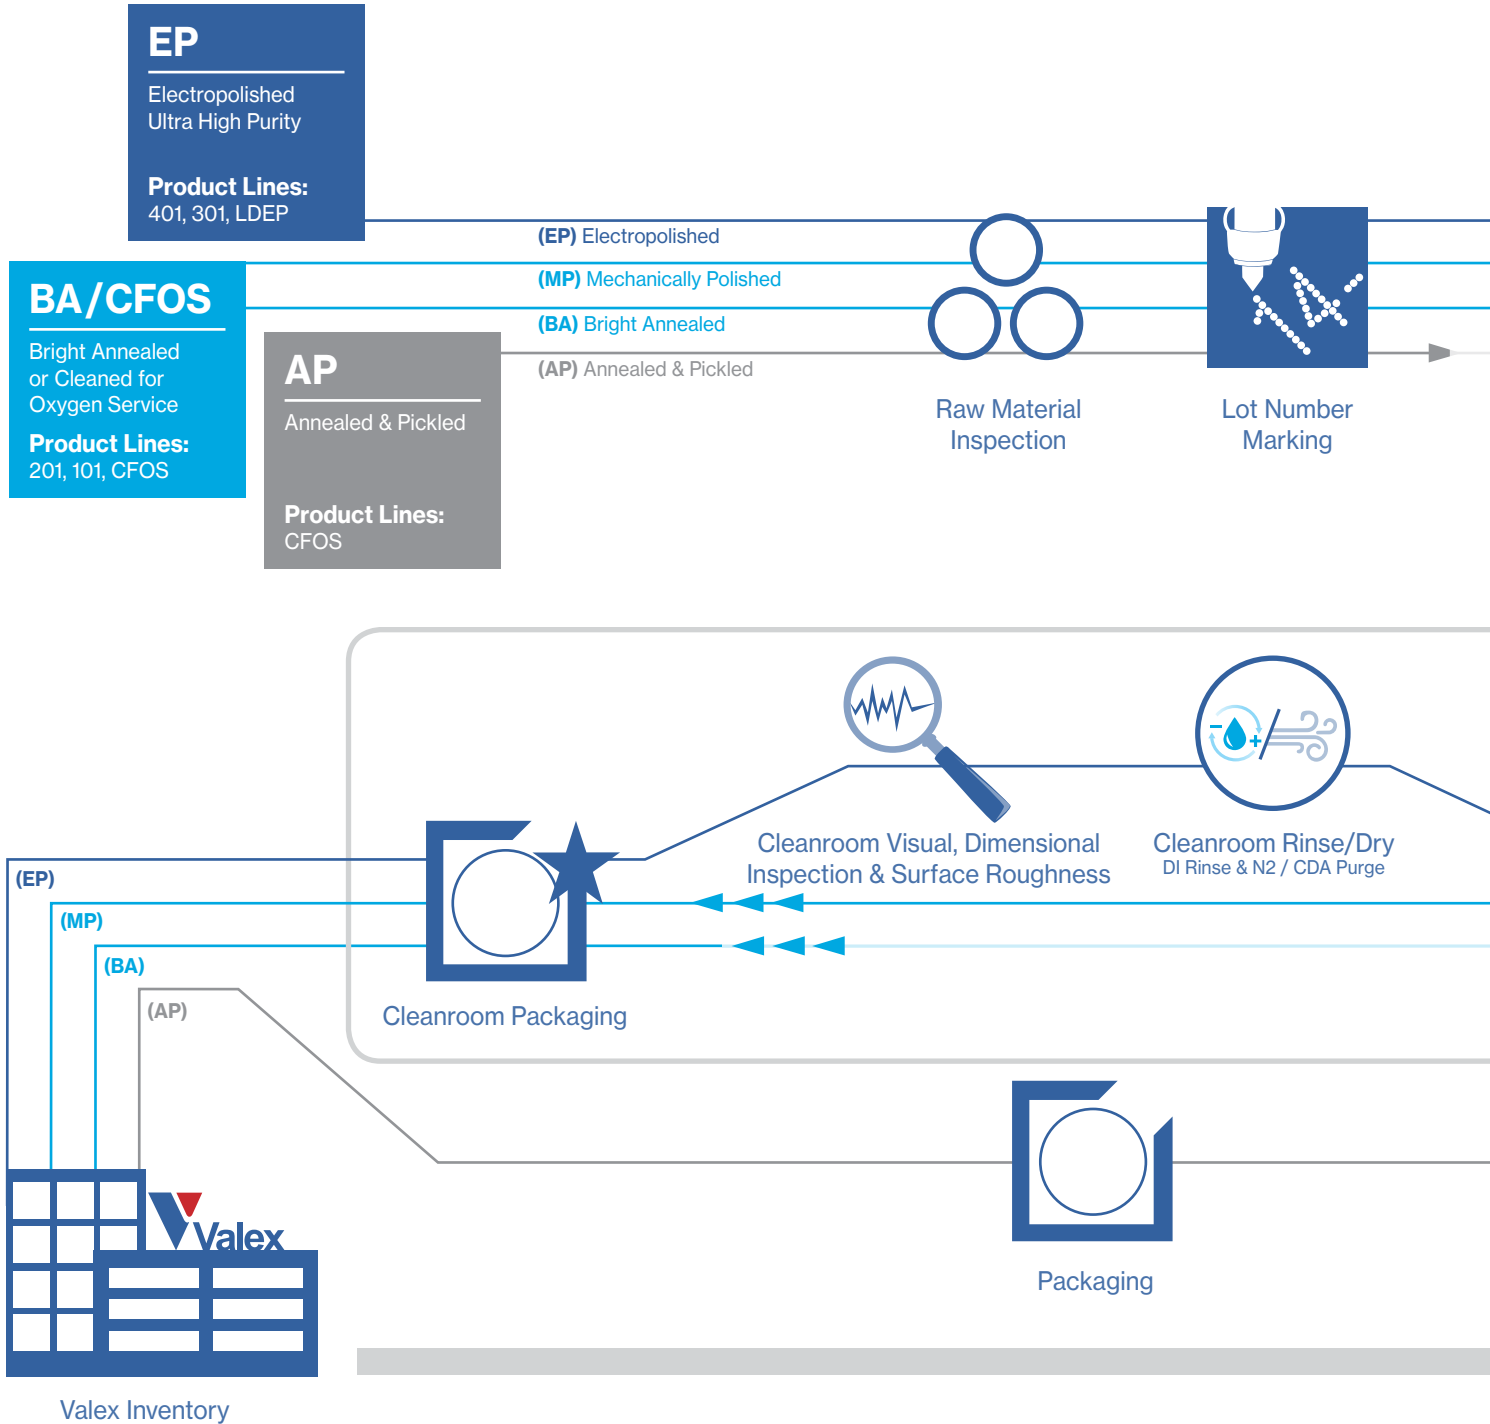 EP
Electropolished
Ultra High Purity
Product Lines:
401, 301, LDEP
BA/CFOS
Bright Annealed
or Cleaned for
Oxygen Service
Product Lines:
201, 101, CFOS
AP
Annealed & Pickled
Product Lines:
CFOS
(EP) Electropolished
(MP) Mechanically Polished
(BA) Bright Annealed
(AP) Annealed & Pickled
Raw Material
Inspection
Lot Number
Marking
Cleanroom Visual, Dimensional
Inspection & Surface Roughness
Cleanroom Rinse/Dry
DI Rinse & N2 / CDA Purge
(EP)
(MP)
(BA)
(AP)
Cleanroom Packaging
Packaging
Valex
Valex Inventory